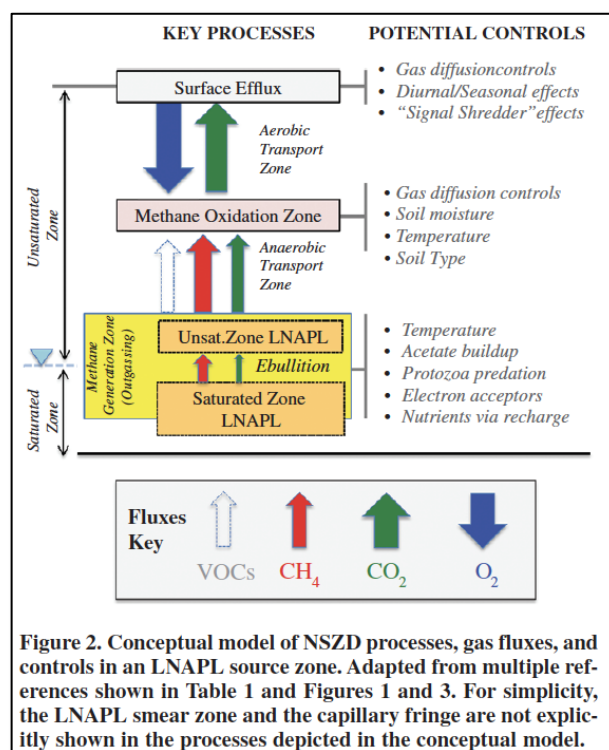 KEY PROCESSES
POTENTIAL CONTROLS
Surface Efflux
• Gas diffusioncontrols
• Diurnal/Seasonal effects
• “Signal Shredder”effects
Aerobic
Transport
Zone
Unsaturated
Zone
Methane Oxidation Zone
• Gas diffusion controls
• Soil moisture
• Temperature
• Soil Type
Anaerobic
Transport
Zone
Methane
Generation Zone
(Outgassing)
Unsat.Zone LNAPL
Ebullition
Saturated Zone
LNAPL
• Temperature
• Acetate buildup
• Protozoa predation
• Electron acceptors
• Nutrients via recharge
Saturated
Zone
Fluxes
Key
VOCs
CH4
CO2
O2
Figure 2. Conceptual model of NSZD processes, gas fluxes, and
controls in an LNAPL source zone. Adapted from multiple ref-
erences shown in Table 1 and Figures 1 and 3. For simplicity,
the LNAPL smear zone and the capillary fringe are not explic-
itly shown in the processes depicted in the conceptual model.